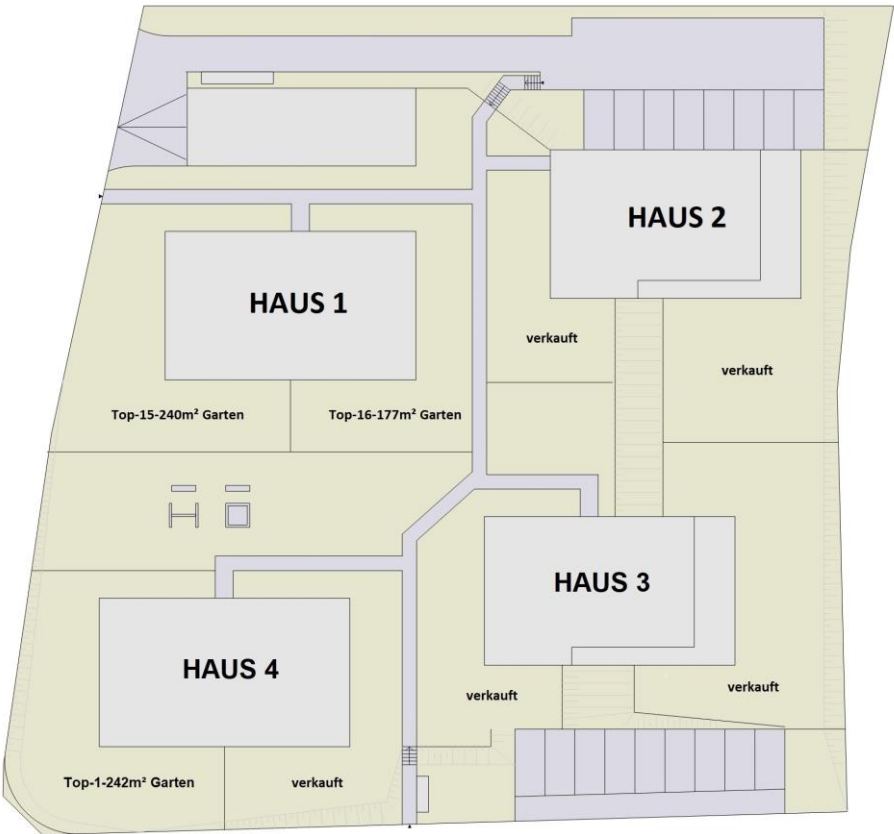 HAUS 2
HAUS 1
verkauft
verkauft
Top-15-240m² Garten
Top-16-177m² Garten
HAUS 3
HAUS 4
verkauft
verkauft
Top-1-242m² Garten
verkauft